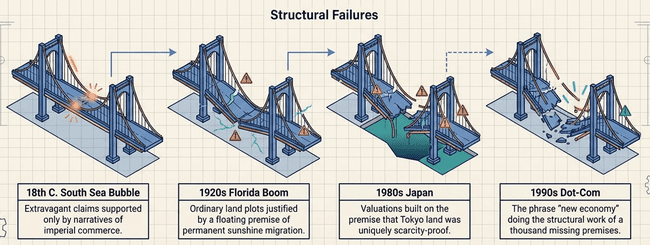 Structural Failures
18th C. South Sea Bubble
Extravagant claims supported
only by narratives of
imperial commerce.
1920s Florida Boom
Ordinary land plots justified
by a floating premise of
permanent sunshine migration.
1980s Japan
Valuations built on the
premise that Tokyo land was
uniquely scarcity-proof.
1990s Dot-Com
The phrase "new economy"
doing the structural work of a
thousand missing premises.